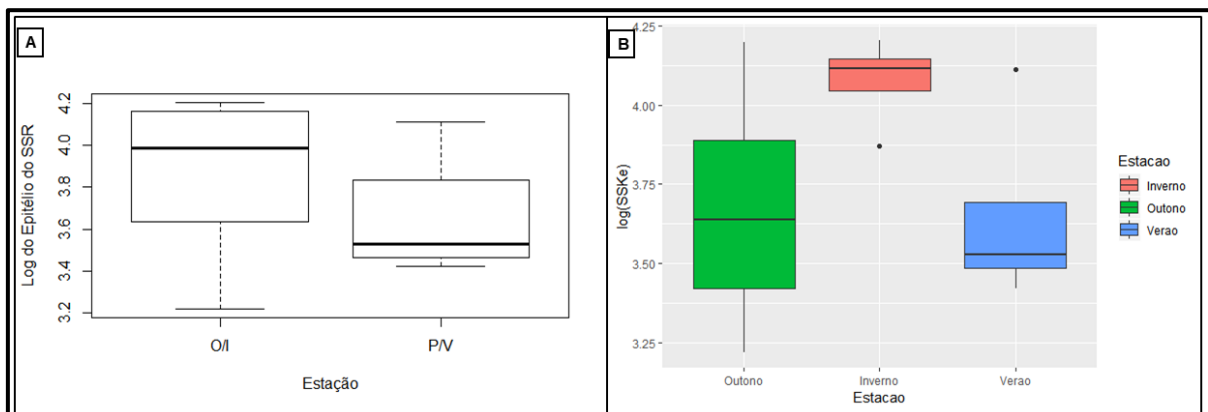 A
Log do Epitélio do SSR
4.2
4.0
3.8
3.6
3.4
3.2
O/I
P/V
Estação
B
log(SSKe)
4.25
4.00
3.75
3.50
3.25
Outono
Inverno
Verao
Estacao
Estacao
Inverno
Outono
Verao